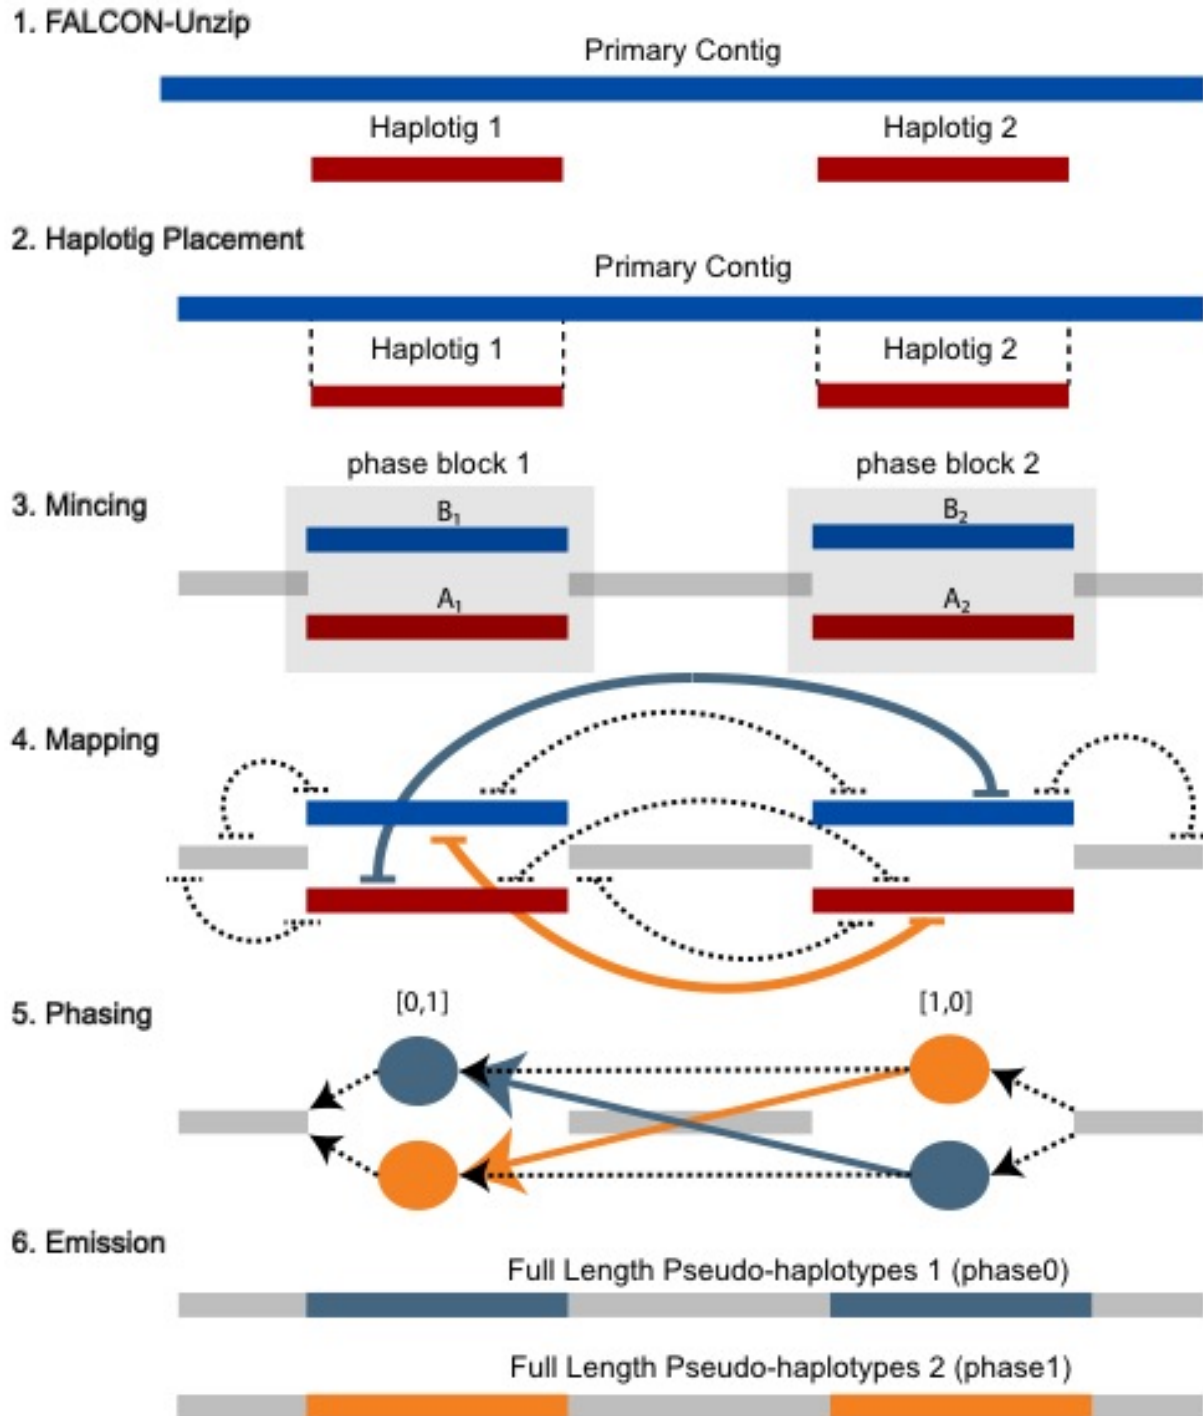 1. FALCON-Unzip
Primary Contig
Haplotig 1 Haplotig 2
2. Haplotig Placement
Primary Contig
Haplotig 1 Haplotig 2
phase block 1 phase block 2
3. Mincing
B₁ B₂
A₁ A₂
4. Mapping
5. Phasing
[0,1] [1,0]
6. Emission
Full Length Pseudo-haplotypes 1 (phase0)
Full Length Pseudo-haplotypes 2 (phase1)